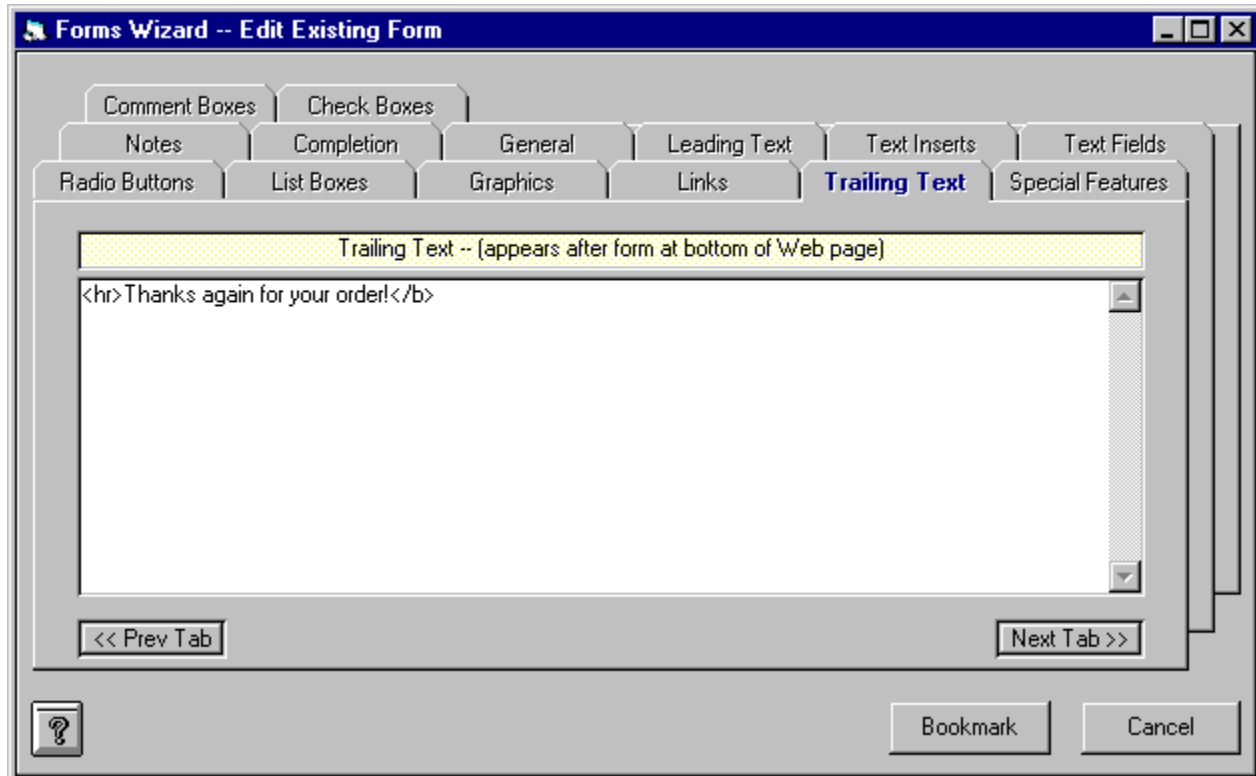 Forms Wizard -- Edit Existing Form
Comment Boxes Check Boxes
Notes Completion General Leading Text Text Inserts Text Fields
Radio Buttons List Boxes Graphics Links Trailing Text Special Features
Trailing Text -- (appears after form at bottom of Web page)
<hr>Thanks again for your order!</b>
<< Prev Tab Next Tab >>
? Bookmark Cancel